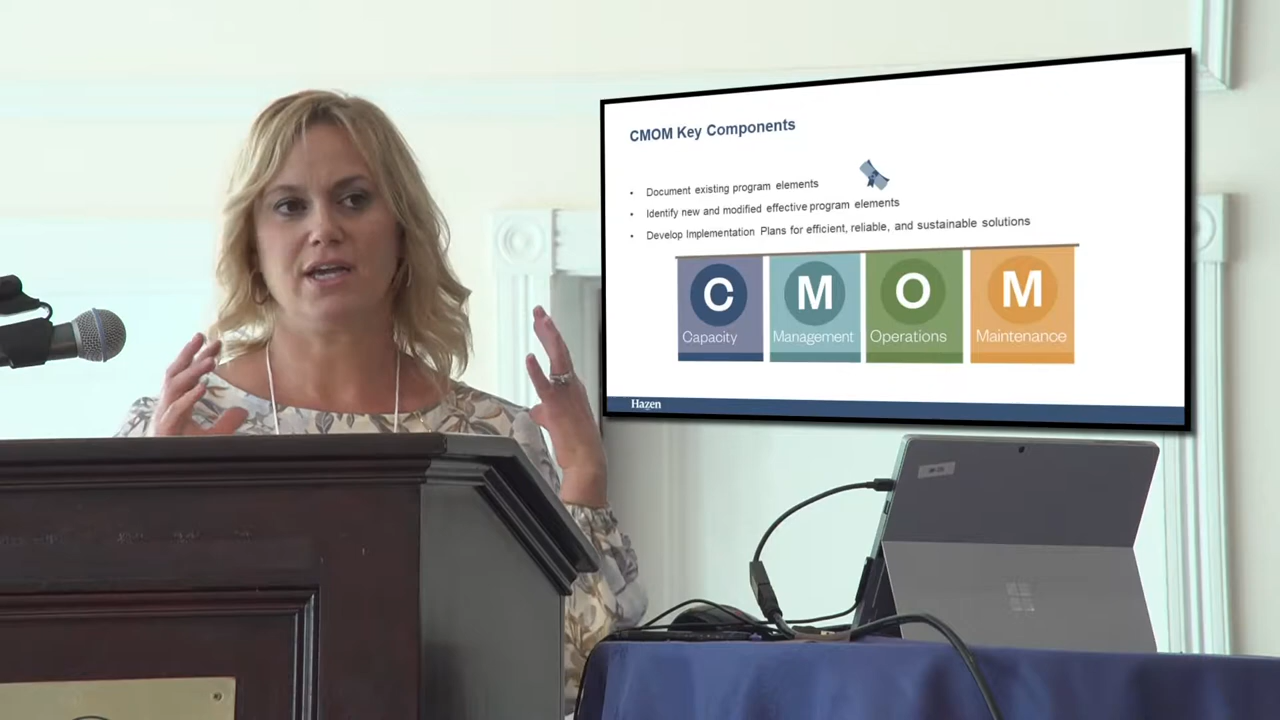 CMOM Key Components
• Document existing program elements
• Identify new and modified effective program elements
• Develop Implementation Plans for efficient, reliable, and sustainable solutions
C M O M
Capacity Management Operations Maintenance
Hazen